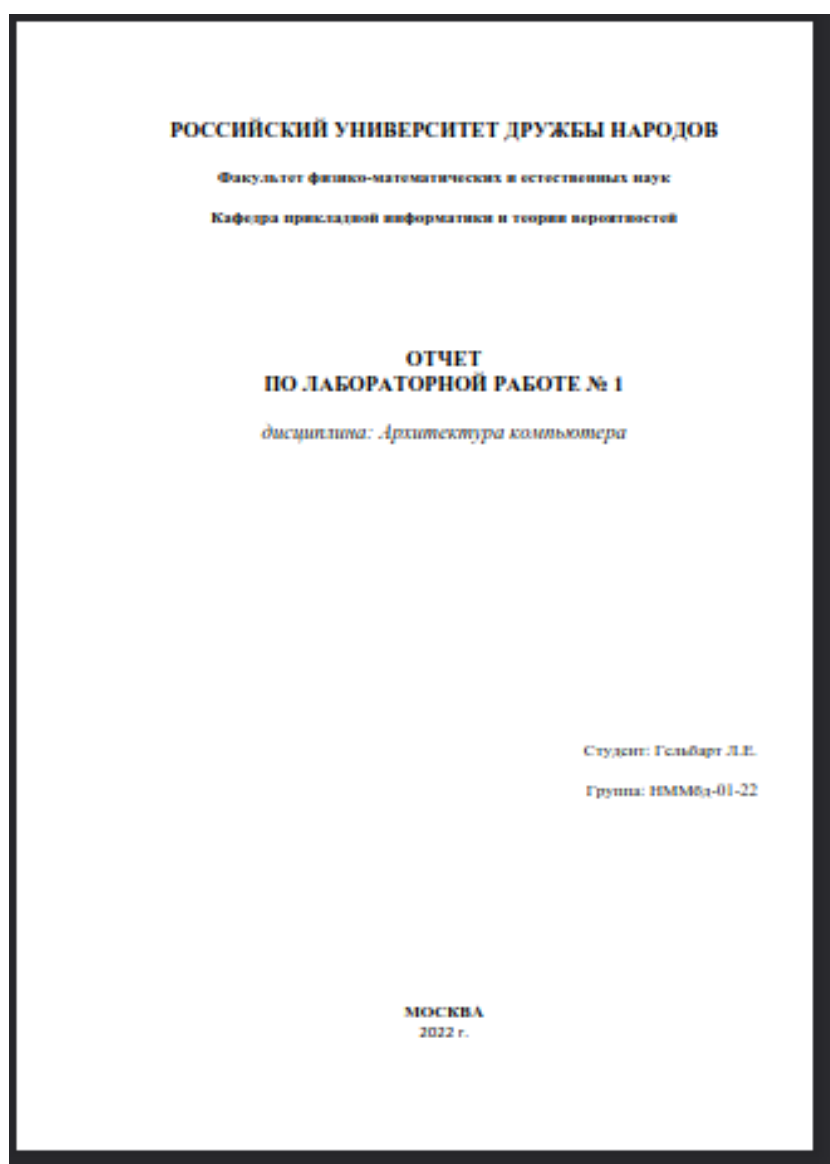 РОССИЙСКИЙ УНИВЕРСИТЕТ ДРУЖБЫ НАРОДОВ
Факультет физико-математических и естественных наук
Кафедра прикладной информатики и теории вероятностей
ОТЧЕТ
ПО ЛАБОРАТОРНОЙ РАБОТЕ № 1
дисциплина: Архитектура компьютера
Студент: Гельбарт Л.Е.
Группа: НММбд-01-22
МОСКВА
2022 г.